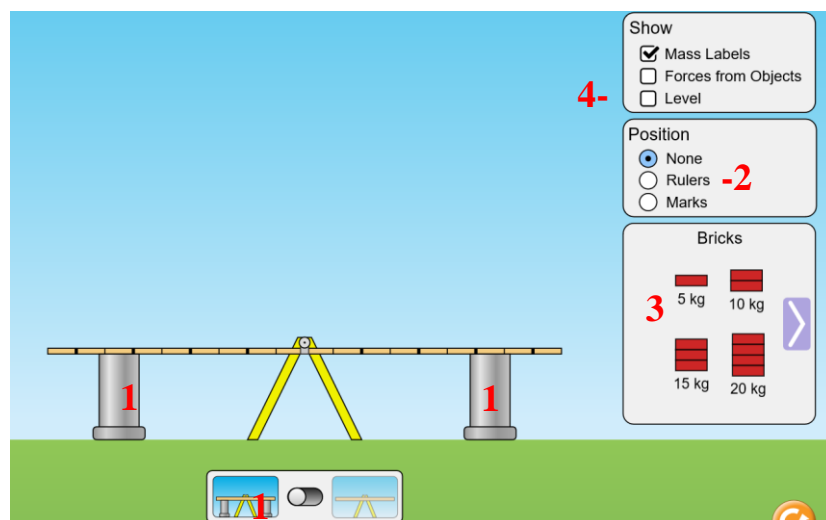 Show
Mass Labels
Forces from Objects
4-
Level
Position
None
Rulers -2
Marks
Bricks
5 kg 10 kg
3
15 kg 20 kg
1 1
1